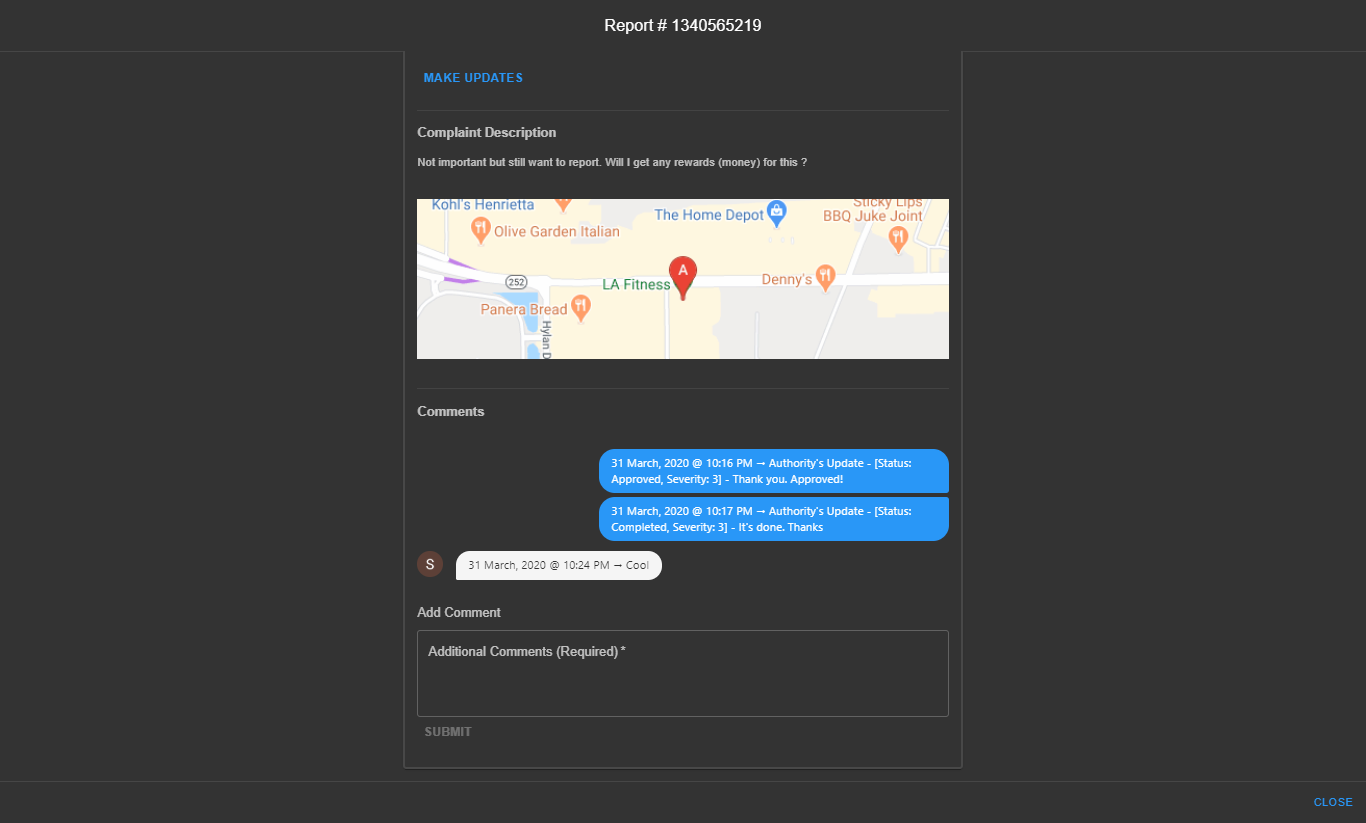 Report # 1340565219
MAKE UPDATES
Complaint Description
Not important but still want to report. Will I get any rewards (money) for this ?
Kohl's Henrietta
Sticky Lips
BBQ Juke Joint
The Home Depot
Olive Garden Italian
A
LA Fitness
Denny's
252
Panera Bread
Hylan D
Comments
31 March, 2020 @ 10:16 PM → Authority's Update - [Status:
Approved, Severity: 3] - Thank you. Approved!
31 March, 2020 @ 10:17 PM → Authority's Update - [Status:
Completed, Severity: 3] - It's done. Thanks
S
31 March, 2020 @ 10:24 PM → Cool
Add Comment
Additional Comments (Required) *
SUBMIT
CLOSE